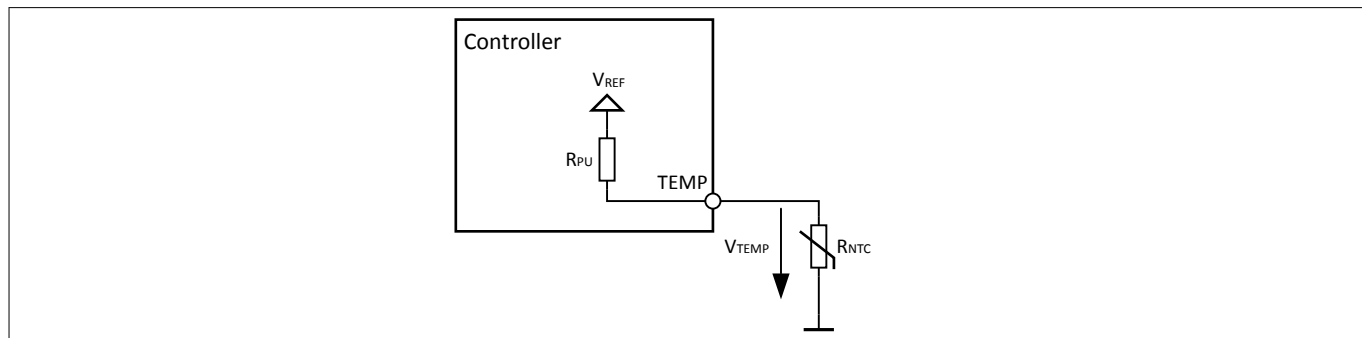 Controller
VREF
RPU
TEMP
VTEMP
RNTC